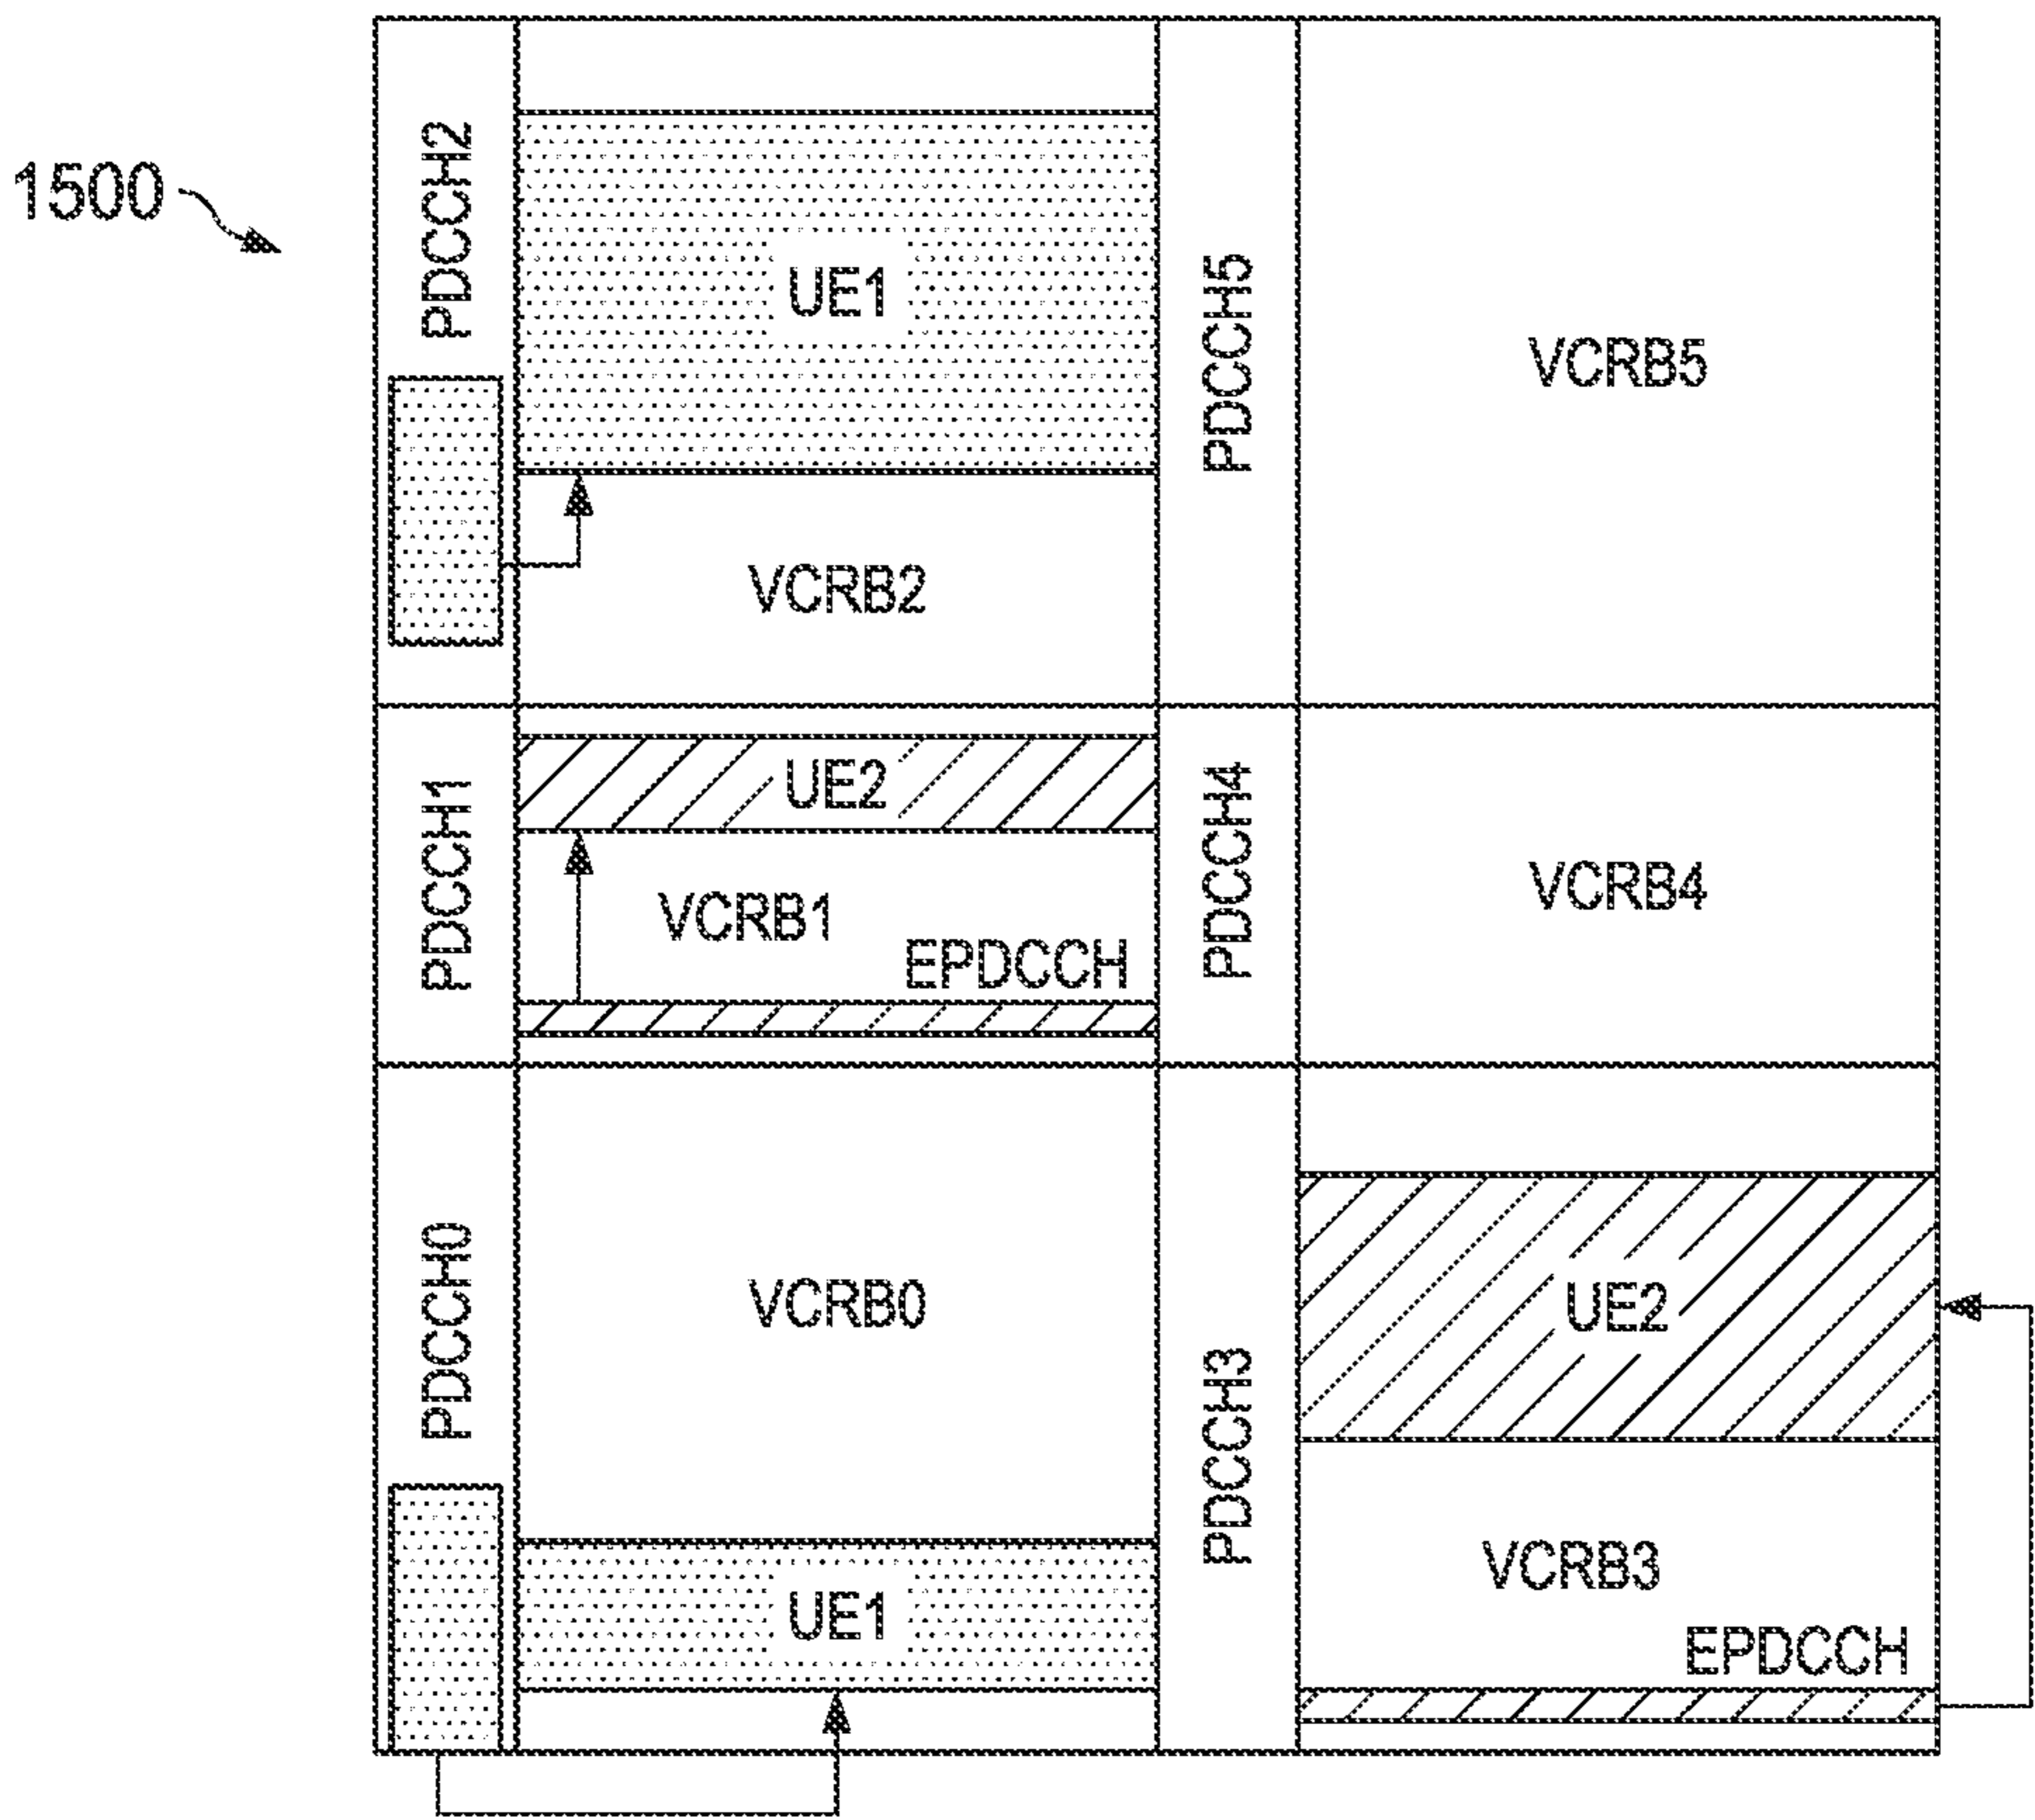 1500
PDCCH2
UE1
PDCCH5
VCRB5
VCRB2
PDCCH1
UE2
VCRB1
EPDCCH
PDCCH4
VCRB4
PDCCH0
VCRB0
UE1
PDCCH3
UE2
VCRB3
EPDCCH